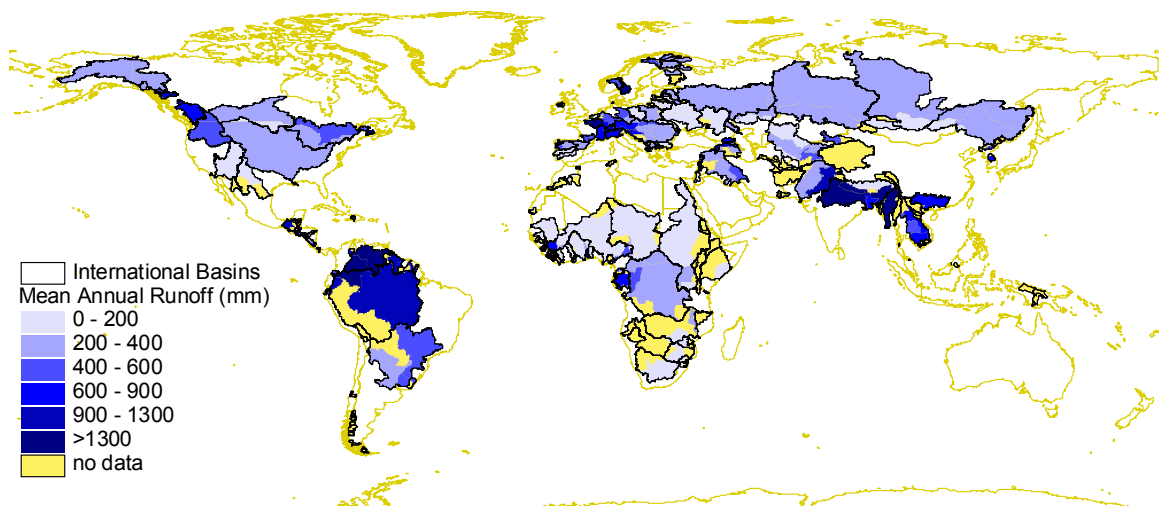 International Basins
Mean Annual Runoff (mm)
0 - 200
200 - 400
400 - 600
600 - 900
900 - 1300
>1300
no data